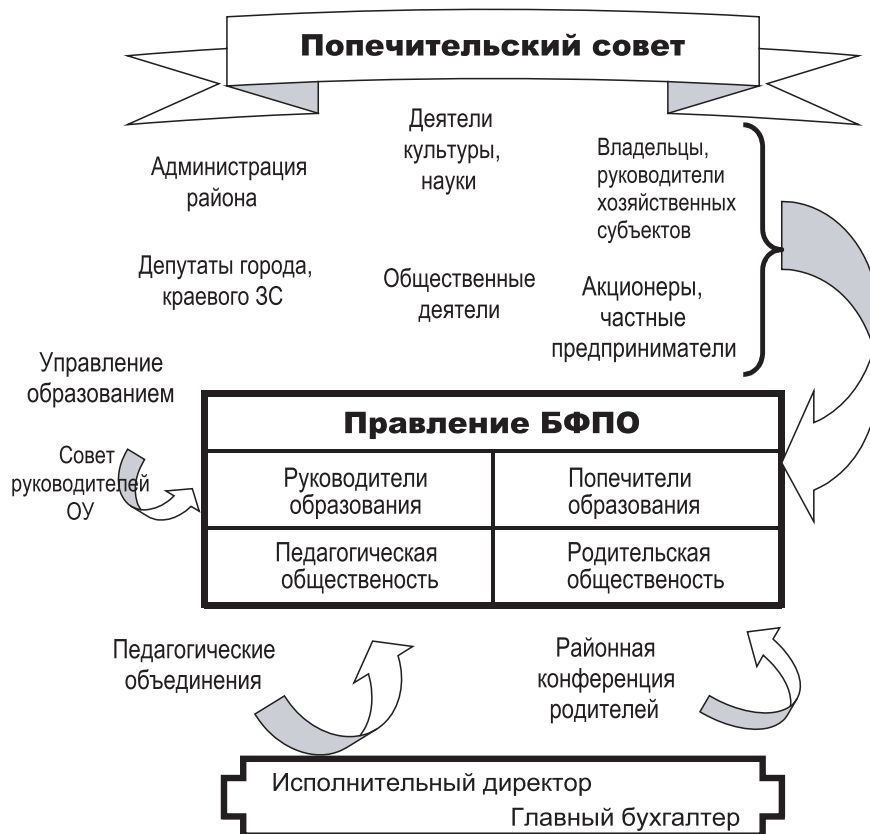 Попечительский совет
Деятели
культуры,
науки
Администрация
района
Владельцы,
руководители
хозяйственных
субъектов
Депутаты города,
краевого ЗС
Общественные
деятели
Акционеры,
частные
предприниматели
Управление
образованием
Совет
руководителей
ОУ
Правление БФПО
Руководители
образования
Попечители
образования
Педагогическая
общественость
Родительская
общественость
Педагогические
объединения
Районная
конференция
родителей
Исполнительный директор
Главный бухгалтер